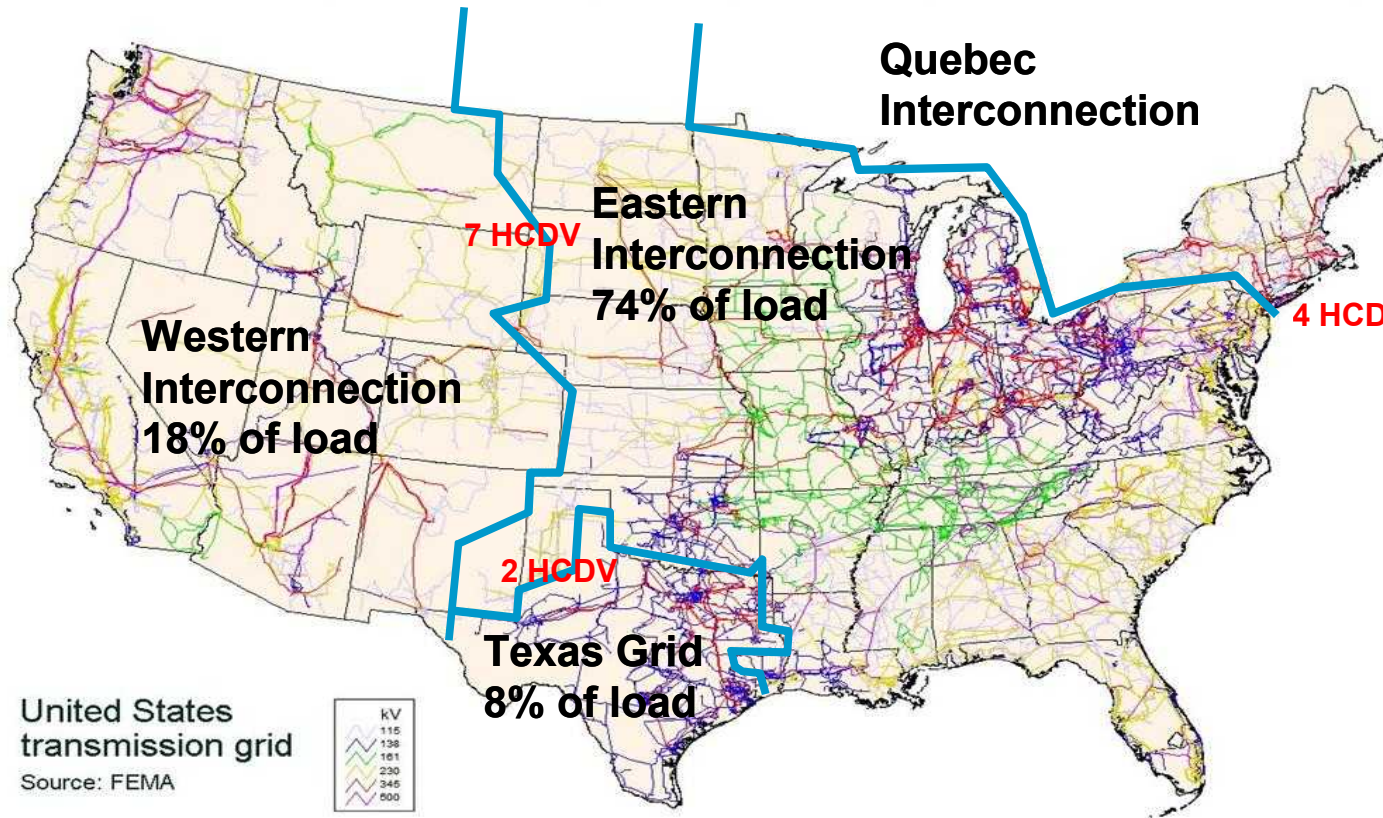 Quebec
Interconnection
Eastern
Interconnection
74% of load
7 HCDV
4 HCD
Western
Interconnection
18% of load
2 HCDV
Texas Grid
8% of load
United States
transmission grid
Source: FEMA
kV
115
138
161
230
345
500